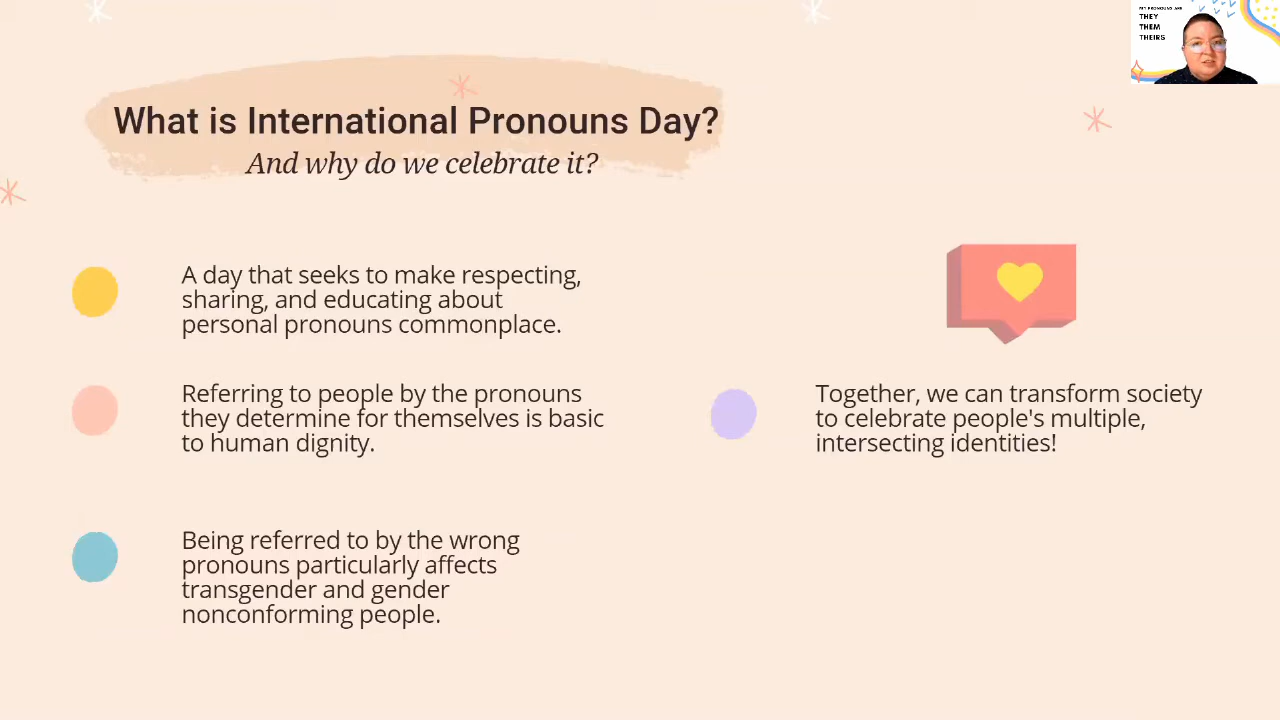 What is International Pronouns Day?
And why do we celebrate it?
A day that seeks to make respecting,
sharing, and educating about
personal pronouns commonplace.
Referring to people by the pronouns
they determine for themselves is basic
to human dignity.
Being referred to by the wrong
pronouns particularly affects
transgender and gender
nonconforming people.
Together, we can transform society
to celebrate people's multiple,
intersecting identities!
MY PRONOUNS ARE
THEY
THEM
THEIRS